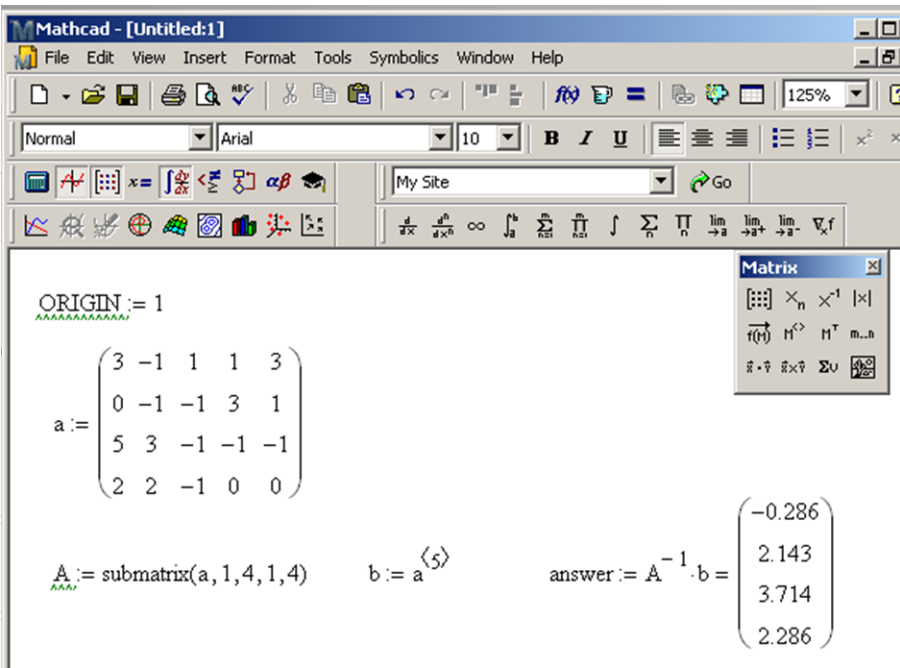 Mathcad - [Untitled:1]
File Edit View Insert Format Tools Symbolics Window Help
125%
Normal Arial 10 B I U
My Site Go
Matrix
ORIGIN := 1
a := ( 3 −1 1 1 3
0 −1 −1 3 1
5 3 −1 −1 −1
2 2 −1 0 0 )
A := submatrix(a, 1, 4, 1, 4) b := a^⟨5⟩ answer := A^−1 · b = ( −0.286
2.143
3.714
2.286 )